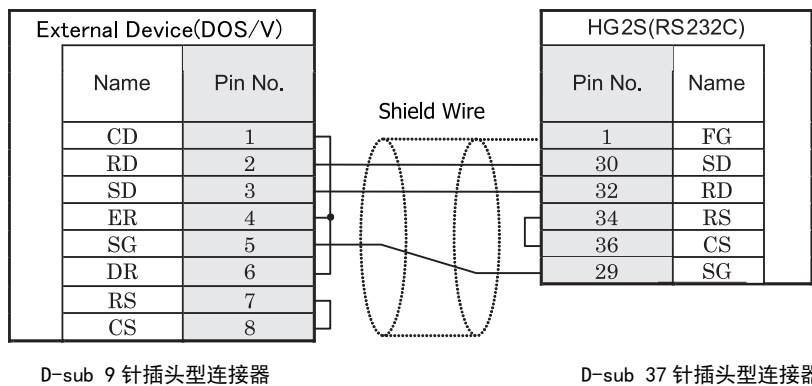 External Device(DOS/V)
Name Pin No.
CD 1
RD 2
SD 3
ER 4
SG 5
DR 6
RS 7
CS 8
D-sub 9 针插头型连接器
Shield Wire
HG2S(RS232C)
Pin No. Name
1 FG
30 SD
32 RD
34 RS
36 CS
29 SG
D-sub 37 针插头型连接器